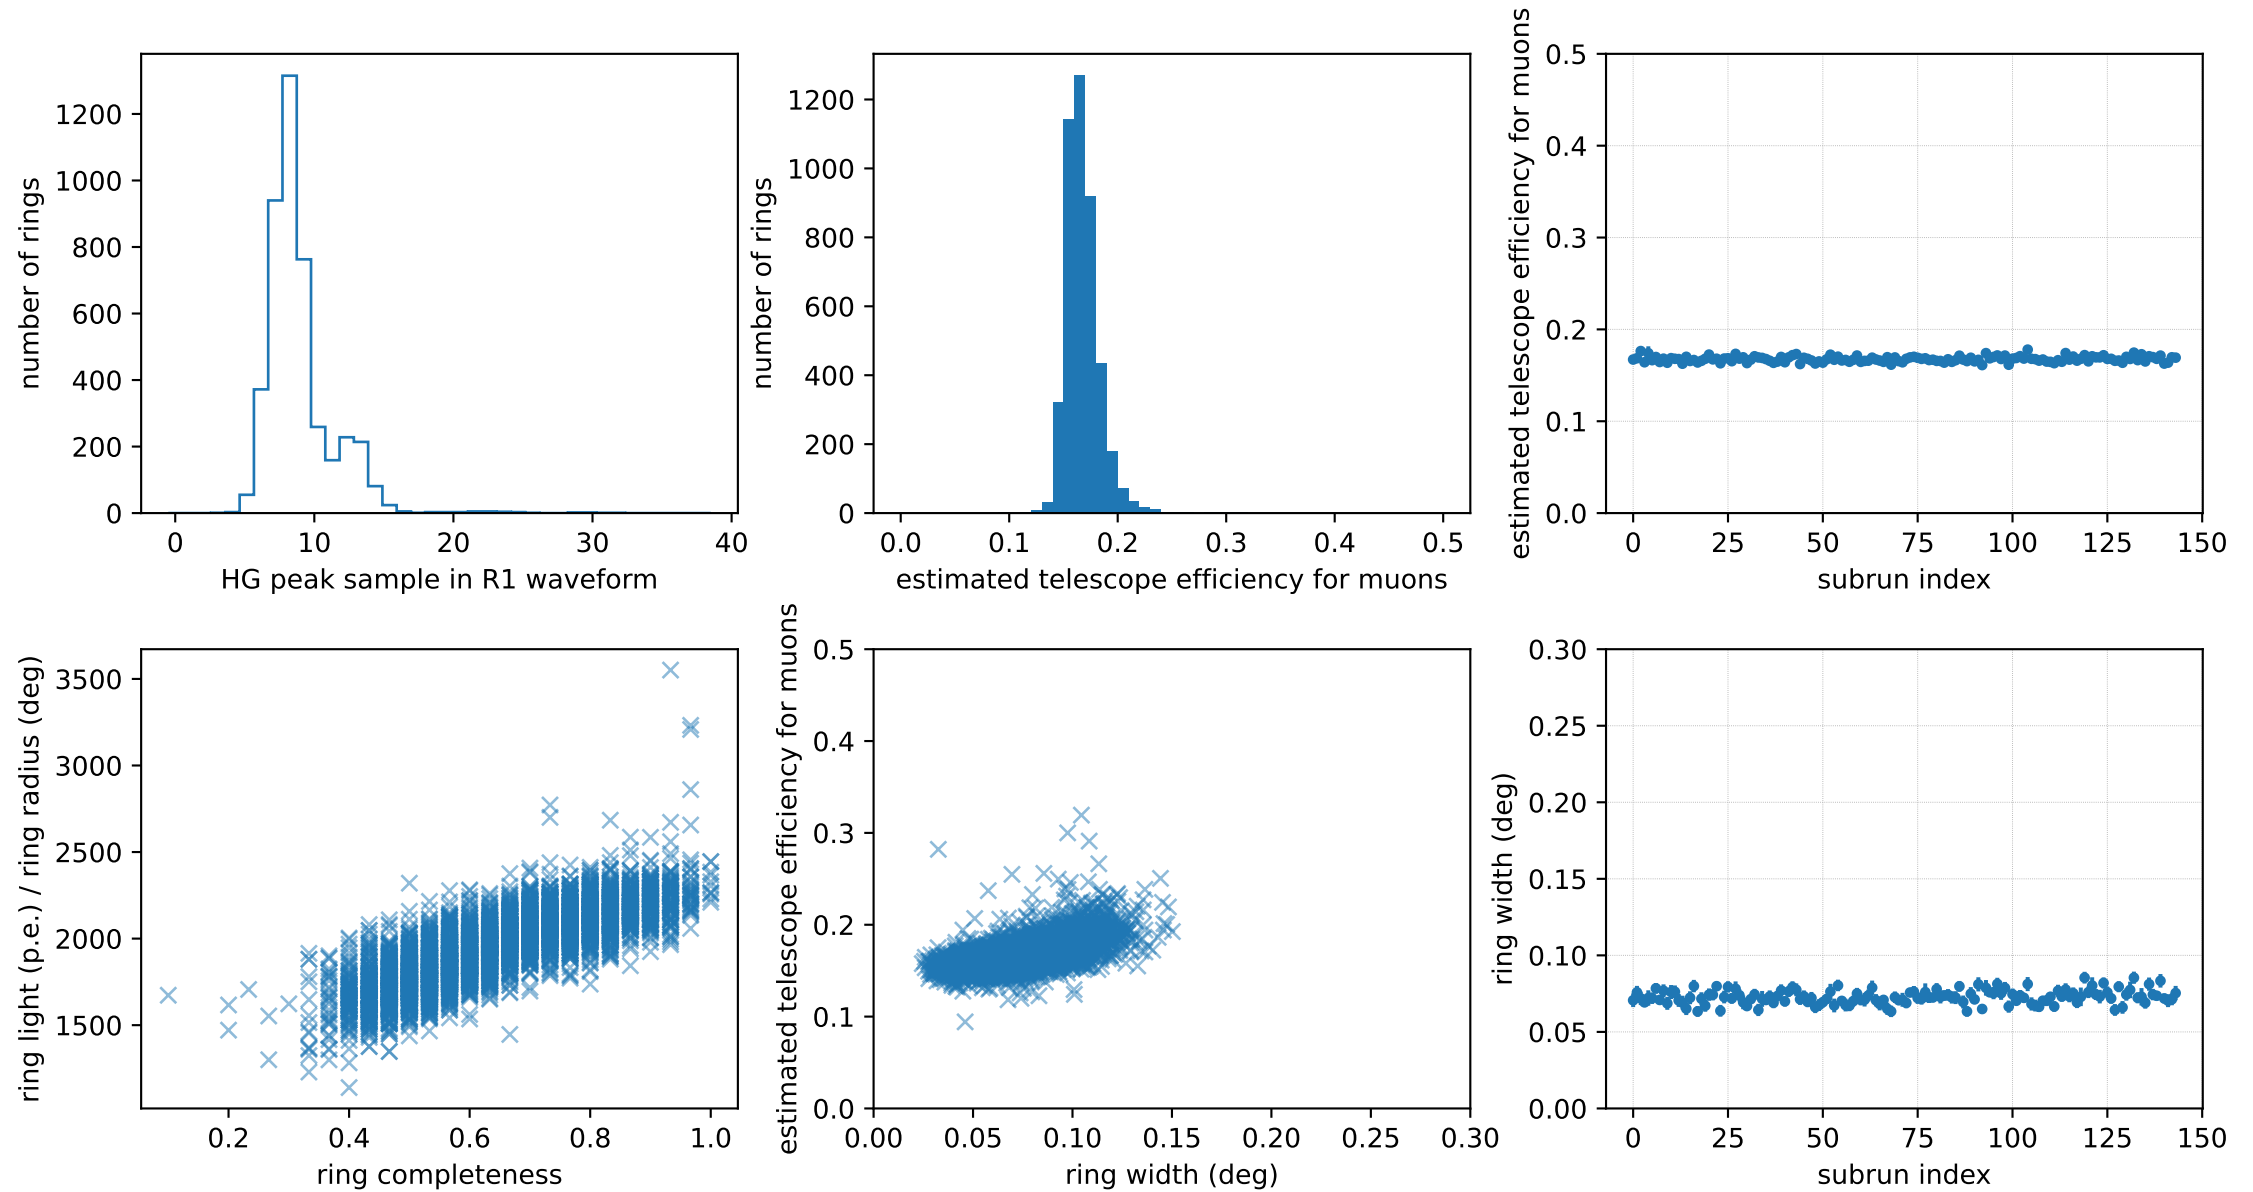 number of rings
1200
1000
800
600
400
200
0
0 10 20 30 40
HG peak sample in R1 waveform
number of rings
1200
1000
800
600
400
200
0
0.0 0.1 0.2 0.3 0.4 0.5
estimated telescope efficiency for muons
estimated telescope efficiency for muons
0.5
0.4
0.3
0.2
0.1
0.0
0 25 50 75 100 125 150
subrun index
ring light (p.e.) / ring radius (deg)
3500
3000
2500
2000
1500
0.2 0.4 0.6 0.8 1.0
ring completeness
estimated telescope efficiency for muons
0.5
0.4
0.3
0.2
0.1
0.0
0.00 0.05 0.10 0.15 0.20 0.25 0.30
ring width (deg)
ring width (deg)
0.30
0.25
0.20
0.15
0.10
0.05
0.00
0 25 50 75 100 125 150
subrun index